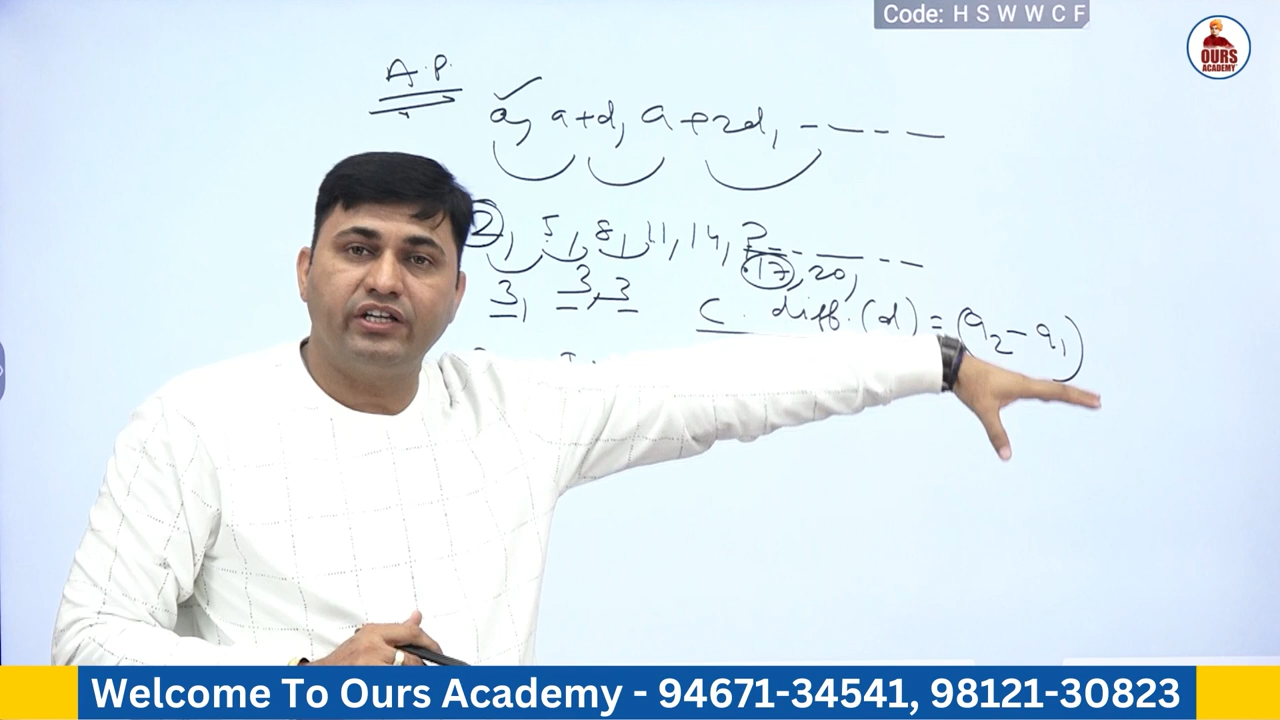 Code: H S W W C F
OURS
ACADEMY
A.P.
a, a+d, a+2d, - - - - -
2, 5, 8, 11, 14, ? - - - - -
17, 20,
3, 3, 3
C. diff. (d) = (a2 - a1)
Welcome To Ours Academy - 94671-34541, 98121-30823